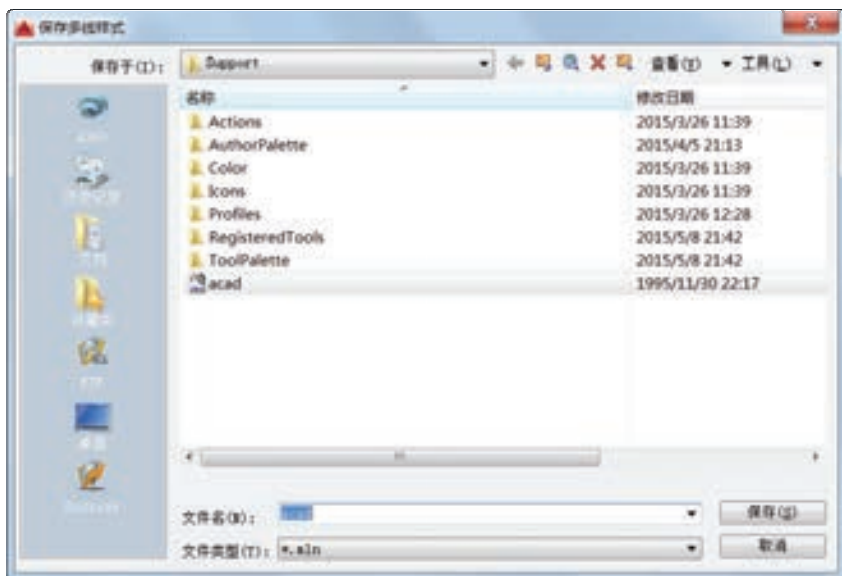 保存多线样式
保存于(I): Support 查看(V) 工具(L)
名称 修改日期
Actions 2015/3/26 11:39
AuthorPalette 2015/4/5 21:13
Color 2015/3/26 11:39
Icons 2015/3/26 11:39
Profiles 2015/3/26 12:28
RegisteredTools 2015/5/8 21:42
ToolPalette 2015/5/8 21:42
acad 1995/11/30 22:17
FTP
桌面
文件名(N): acad 保存(S)
文件类型(T): *.mln 取消